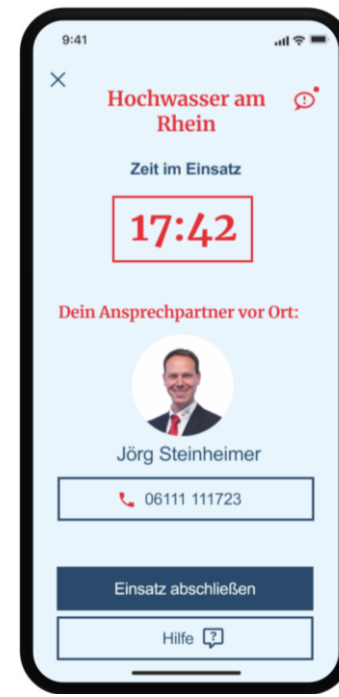 9:41
Hochwasser am
Rhein
Zeit im Einsatz
17:42
Dein Ansprechpartner vor Ort:
Jörg Steinheimer
06111 111723
Einsatz abschließen
Hilfe